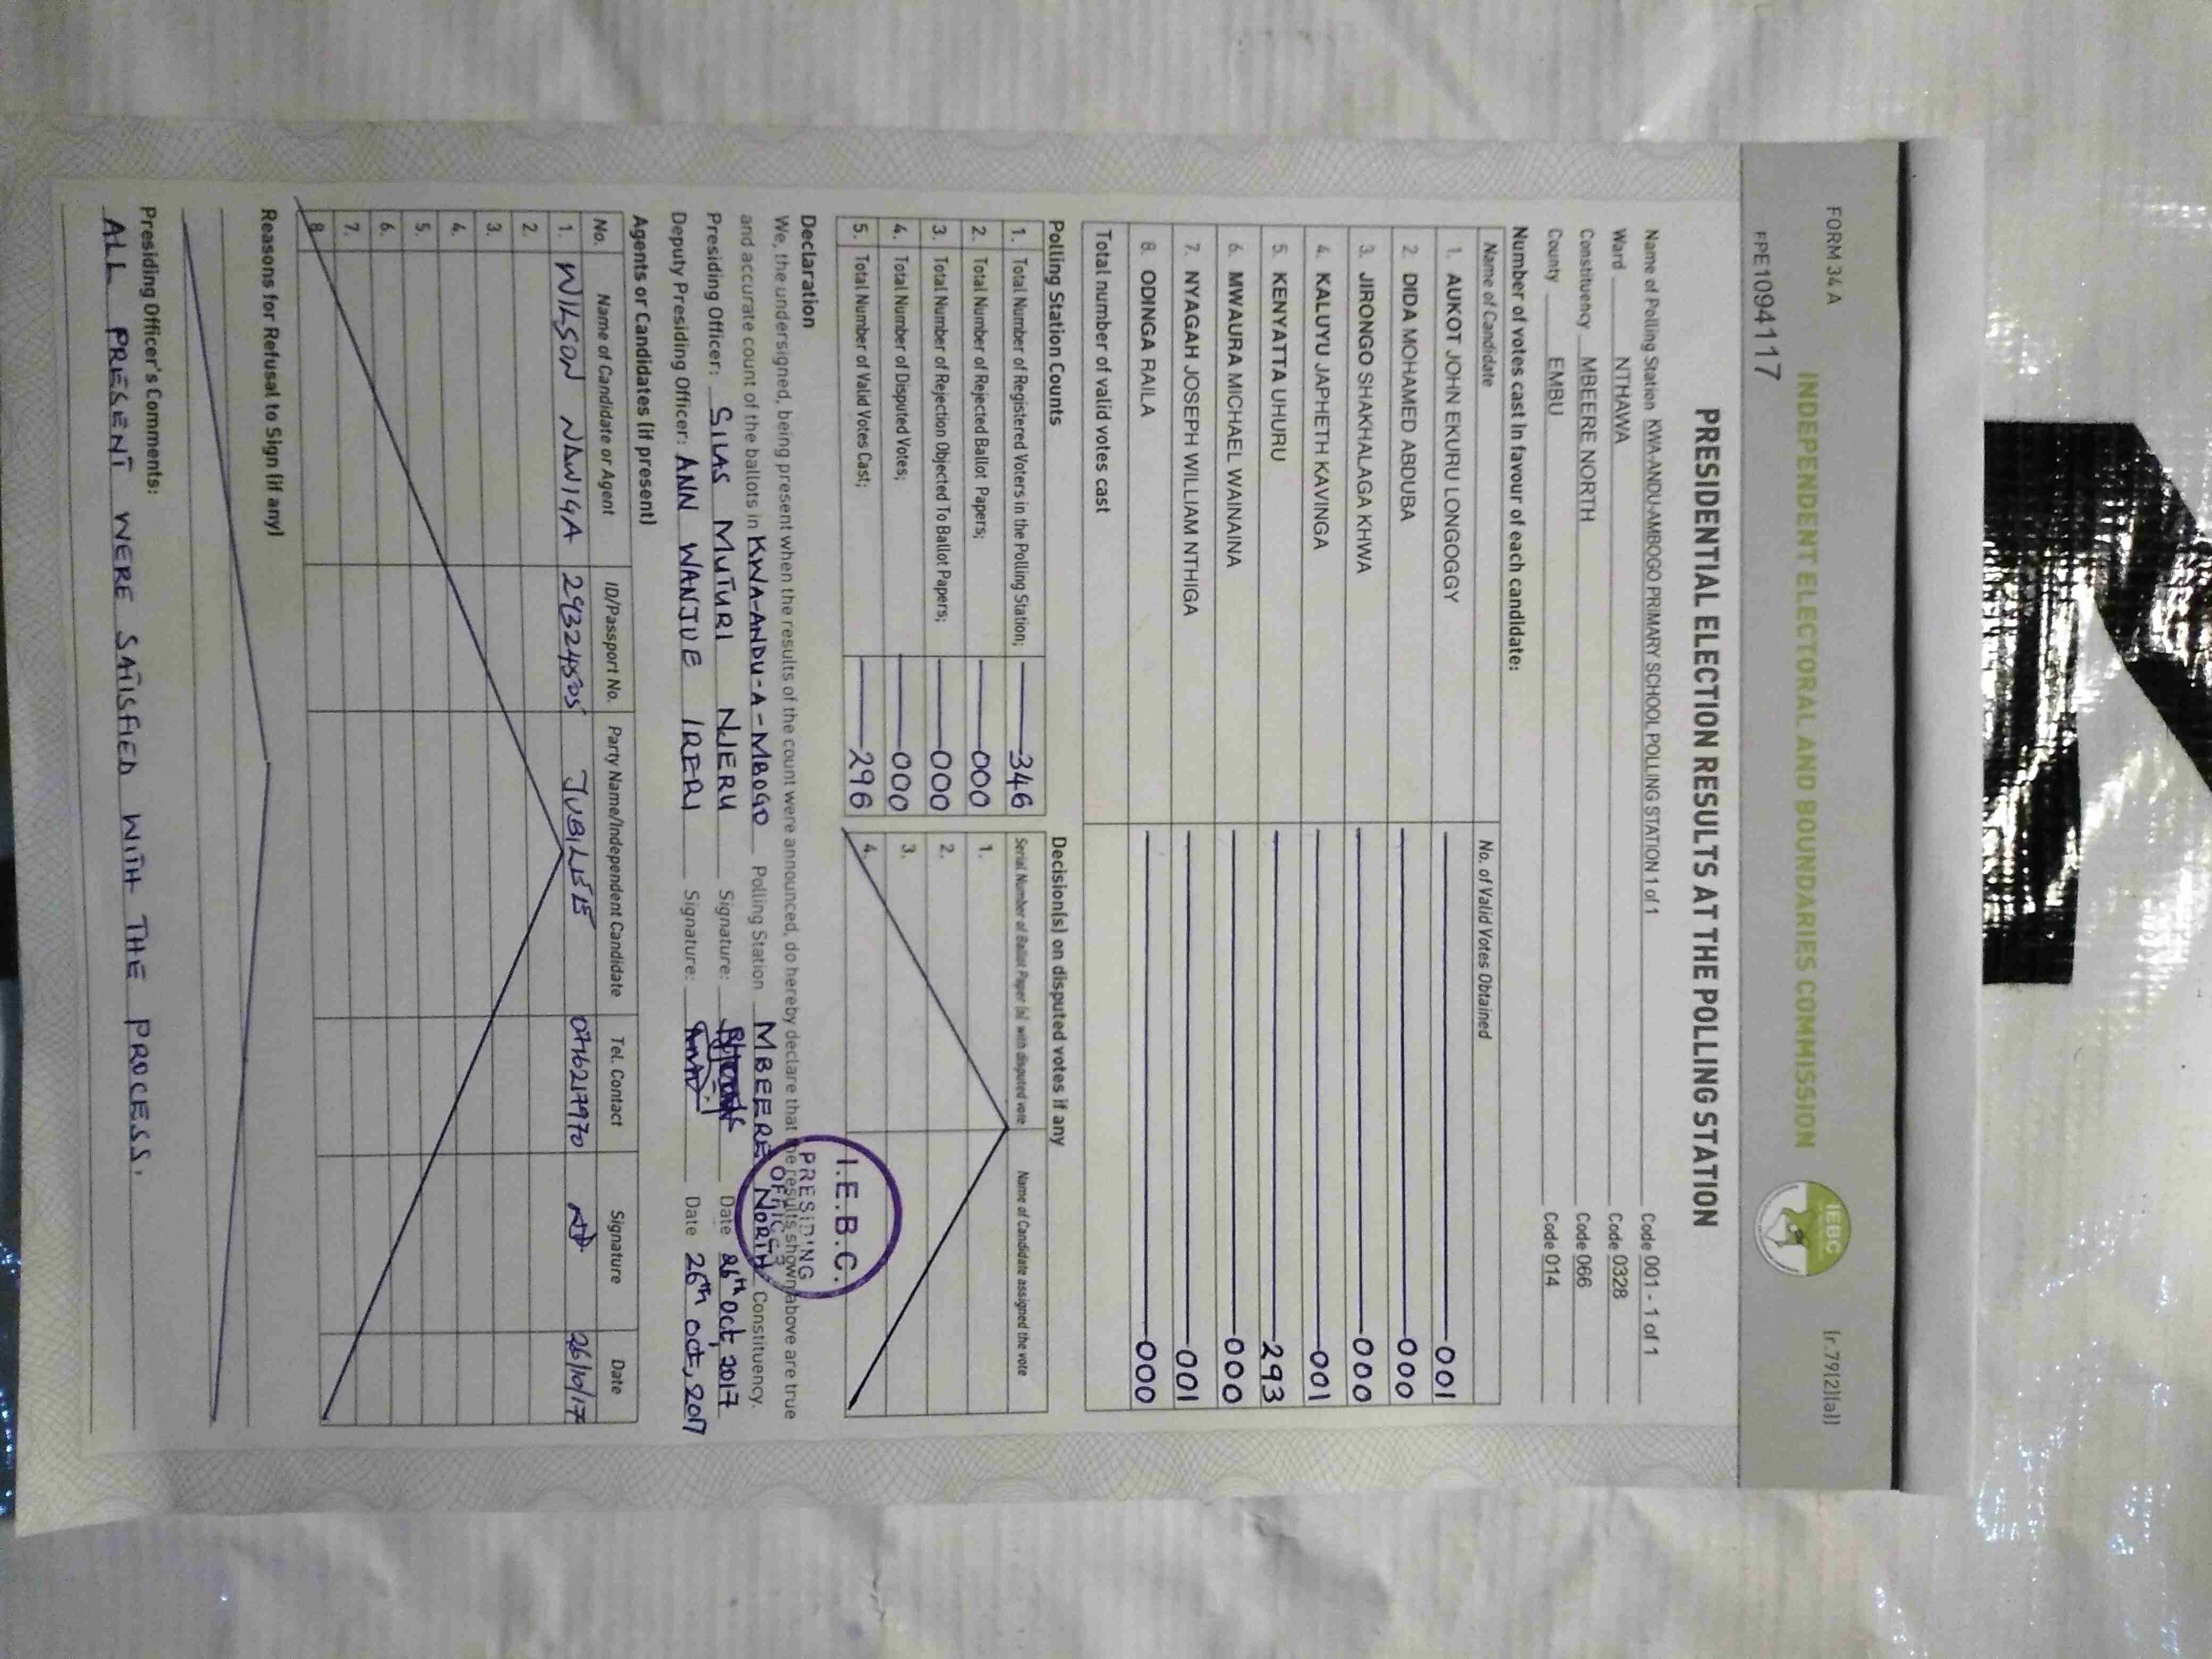 FORM 34 A
INDEPENDENT ELECTORAL AND BOUNDARIES COMMISSION
IEBC
[r.79(2)(a)]
PPE1094117
PRESIDENTIAL ELECTION RESULTS AT THE POLLING STATION
Name of Polling Station KWA-ANDU-AMBOGO PRIMARY SCHOOL POLLING STATION 1 of 1 Code 001 - 1 of 1
Ward NTHAWA Code 0328
Constituency MBEERE NORTH Code 066
County EMBU Code 014
Number of votes cast in favour of each candidate:
Name of Candidate No. of Valid Votes Obtained
1. AUKOT JOHN EKURU LONGOGGY 001
2. DIDA MOHAMED ABDUBA 000
3. JIRONGO SHAKHALAGA KHWA 000
4. KALUYU JAPHETH KAVINGA 001
5. KENYATTA UHURU 293
6. MWAURA MICHAEL WAINAINA 000
7. NYAGAH JOSEPH WILLIAM NTHIGA 001
8. ODINGA RAILA 000
Total number of valid votes cast
Polling Station Counts
1. Total Number of Registered Voters in the Polling Station; 346
2. Total Number of Rejected Ballot Papers; 000
3. Total Number of Rejection Objected To Ballot Papers; 000
4. Total Number of Disputed Votes; 000
5. Total Number of Valid Votes Cast; 296
Decision(s) on disputed votes if any
Serial Number of Ballot Paper (s) with disputed vote Name of Candidate assigned the vote
1.
2.
3.
4.
I.E.B.C.
PRESIDING
OFFICER
Declaration
We, the undersigned, being present when the results of the count were announced, do hereby declare that the results shown above are true
and accurate count of the ballots in KWA-ANDU-A-MBOGO Polling Station MBEERE NORTH Constituency.
Presiding Officer: SILAS MUTURI NJERU Signature: Date 26th Oct, 2017
Deputy Presiding Officer: ANN WANJUE IRERI Signature: Date 26th Oct, 2017
Agents or Candidates (if present)
No. Name of Candidate or Agent ID/Passport No. Party Name/Independent Candidate Tel. Contact Signature Date
1. WILSON JUBILEE 0716217970 26/10/17
2.
3.
4.
5.
6.
7.
8.
Reasons for Refusal to Sign (if any)
Presiding Officer's Comments:
ALL PRESENT WERE SATISFIED WITH THE PROCESS.